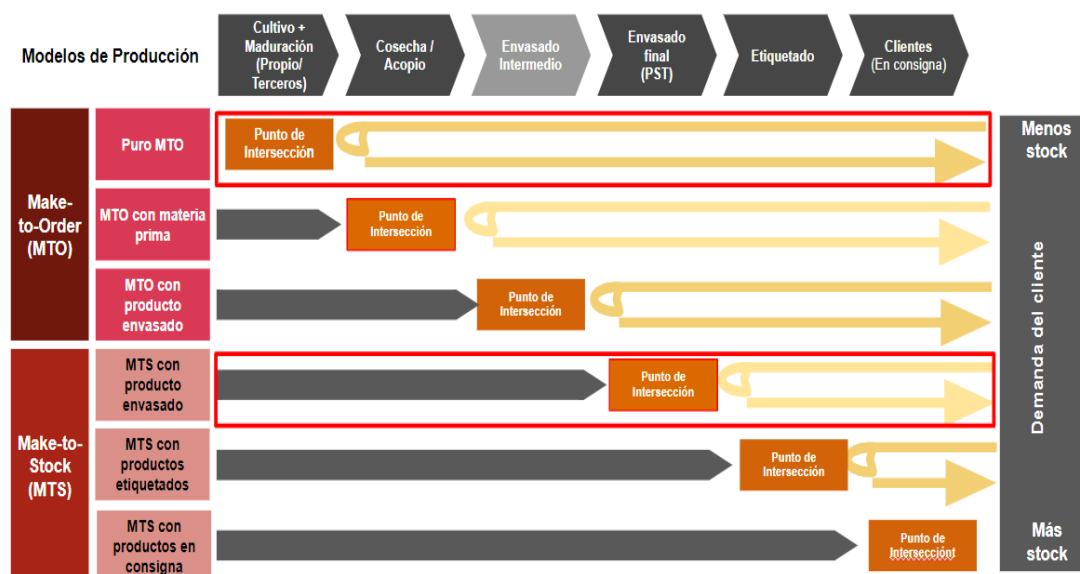 Modelos de Producción
Cultivo +
Maduración
(Propio/
Terceros)
Cosecha /
Acopio
Envasado
Intermedio
Envasado
final
(PST)
Etiquetado
Clientes
(En consigna)
Make-
to-Order
(MTO)
Puro MTO
Punto de
Intersección
MTO con materia
prima
Punto de
Intersección
MTO con
producto
envasado
Punto de
Intersección
Make-to-
Stock
(MTS)
MTS con
producto
envasado
Punto de
Intersección
MTS con
productos
etiquetados
Punto de
Intersección
MTS con
productos en
consigna
Punto de
Intersecciónt
Menos
stock
Demanda del cliente
Más
stock